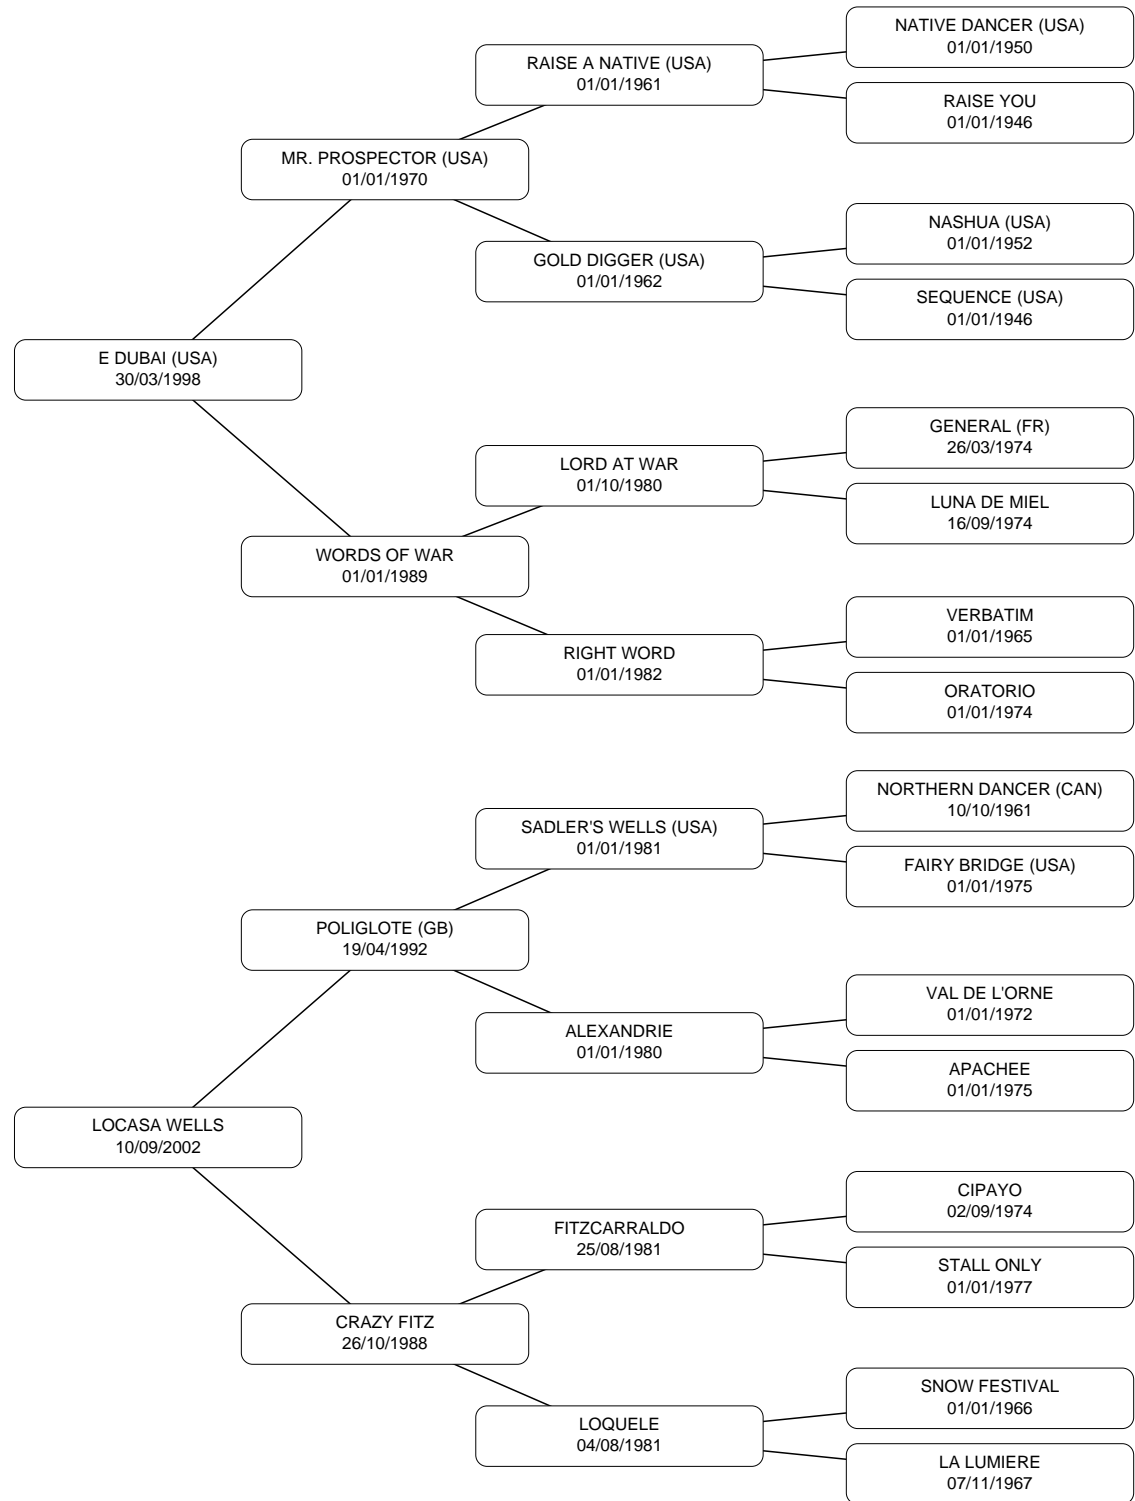 NATIVE DANCER (USA)
01/01/1950
RAISE A NATIVE (USA)
01/01/1961
RAISE YOU
01/01/1946
MR. PROSPECTOR (USA)
01/01/1970
NASHUA (USA)
01/01/1952
GOLD DIGGER (USA)
01/01/1962
SEQUENCE (USA)
01/01/1946
E DUBAI (USA)
30/03/1998
GENERAL (FR)
26/03/1974
LORD AT WAR
01/10/1980
LUNA DE MIEL
16/09/1974
WORDS OF WAR
01/01/1989
VERBATIM
01/01/1965
RIGHT WORD
01/01/1982
ORATORIO
01/01/1974
NORTHERN DANCER (CAN)
10/10/1961
SADLER'S WELLS (USA)
01/01/1981
FAIRY BRIDGE (USA)
01/01/1975
POLIGLOTE (GB)
19/04/1992
VAL DE L'ORNE
01/01/1972
ALEXANDRIE
01/01/1980
APACHEE
01/01/1975
LOCASA WELLS
10/09/2002
CIPAYO
02/09/1974
FITZCARRALDO
25/08/1981
STALL ONLY
01/01/1977
CRAZY FITZ
26/10/1988
SNOW FESTIVAL
01/01/1966
LOQUELE
04/08/1981
LA LUMIERE
07/11/1967